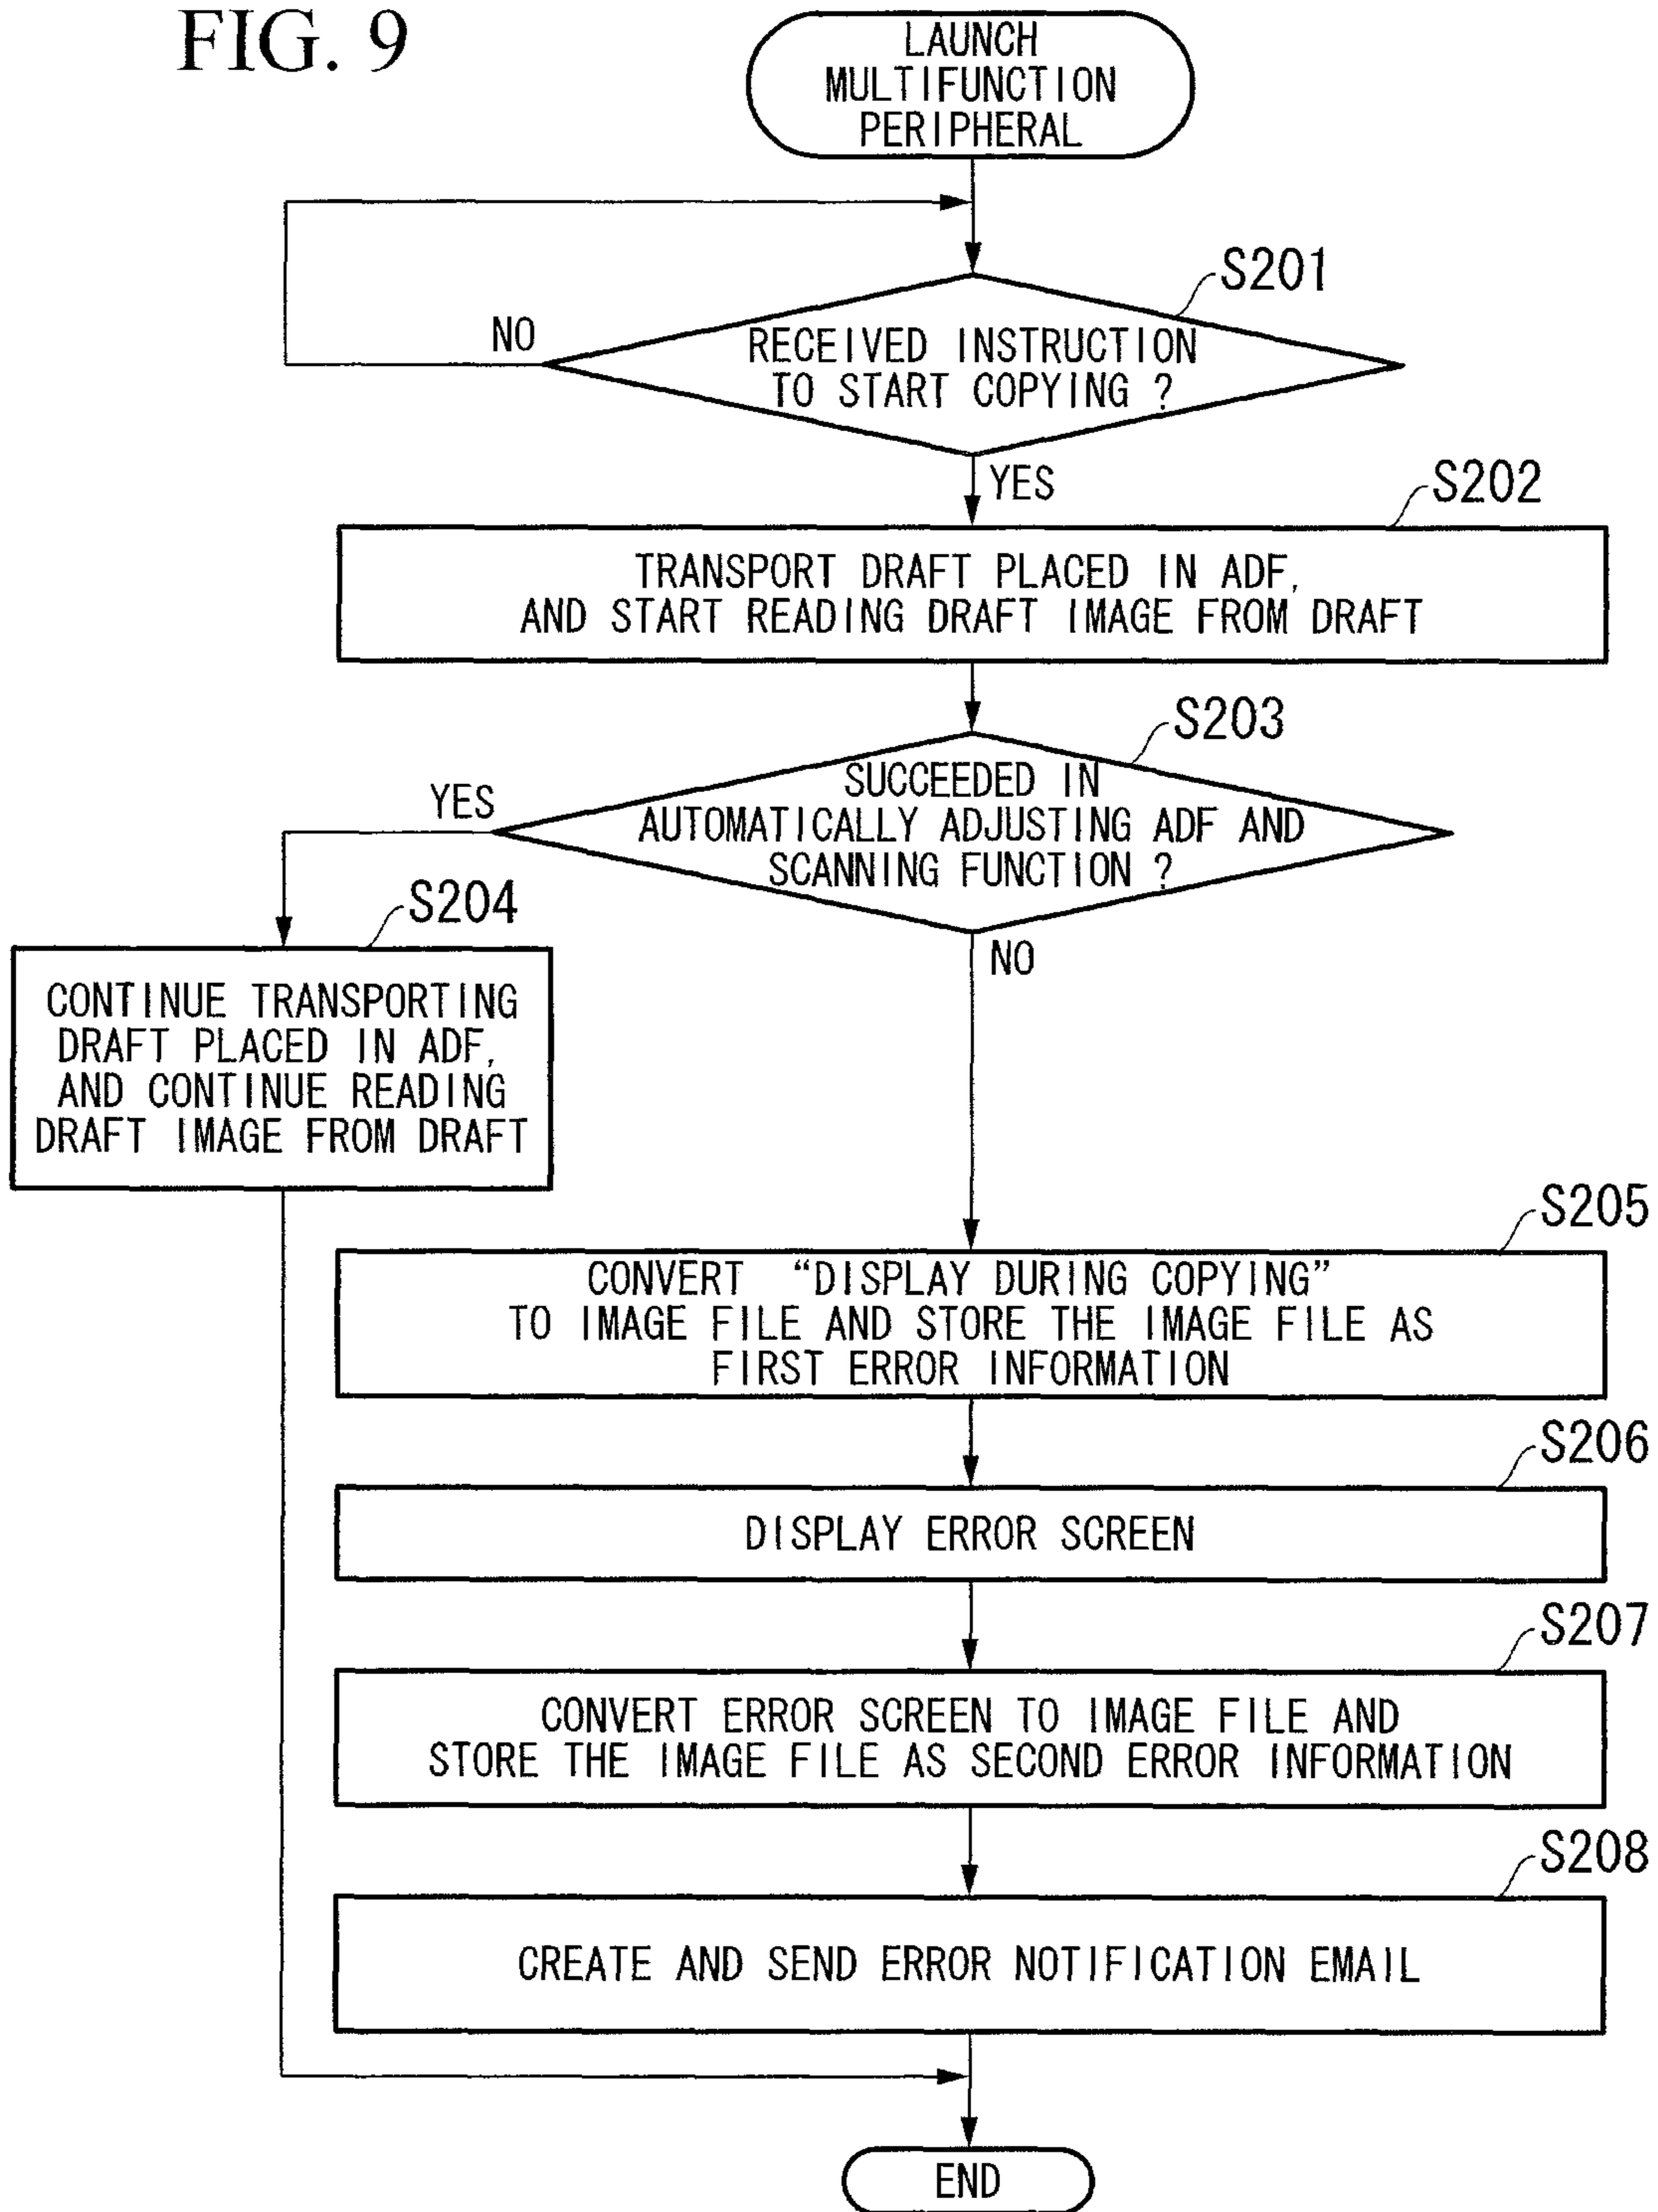 FIG. 9
LAUNCH
MULTIFUNCTION
PERIPHERAL
S201
NO
RECEIVED INSTRUCTION
TO START COPYING ?
YES
S202
TRANSPORT DRAFT PLACED IN ADF,
AND START READING DRAFT IMAGE FROM DRAFT
S203
YES
SUCCEEDED IN
AUTOMATICALLY ADJUSTING ADF AND
SCANNING FUNCTION ?
S204
NO
CONTINUE TRANSPORTING
DRAFT PLACED IN ADF,
AND CONTINUE READING
DRAFT IMAGE FROM DRAFT
S205
CONVERT “DISPLAY DURING COPYING”
TO IMAGE FILE AND STORE THE IMAGE FILE AS
FIRST ERROR INFORMATION
S206
DISPLAY ERROR SCREEN
S207
CONVERT ERROR SCREEN TO IMAGE FILE AND
STORE THE IMAGE FILE AS SECOND ERROR INFORMATION
S208
CREATE AND SEND ERROR NOTIFICATION EMAIL
END